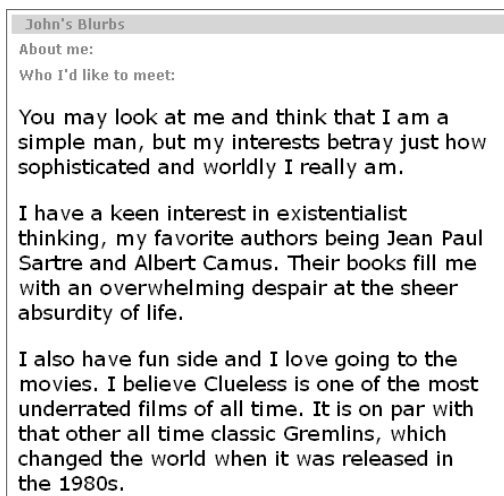 John's Blurbs
About me:
Who I'd like to meet:
You may look at me and think that I am a
simple man, but my interests betray just how
sophisticated and worldly I really am.
I have a keen interest in existentialist
thinking, my favorite authors being Jean Paul
Sartre and Albert Camus. Their books fill me
with an overwhelming despair at the sheer
absurdity of life.
I also have fun side and I love going to the
movies. I believe Clueless is one of the most
underrated films of all time. It is on par with
that other all time classic Gremlins, which
changed the world when it was released in
the 1980s.